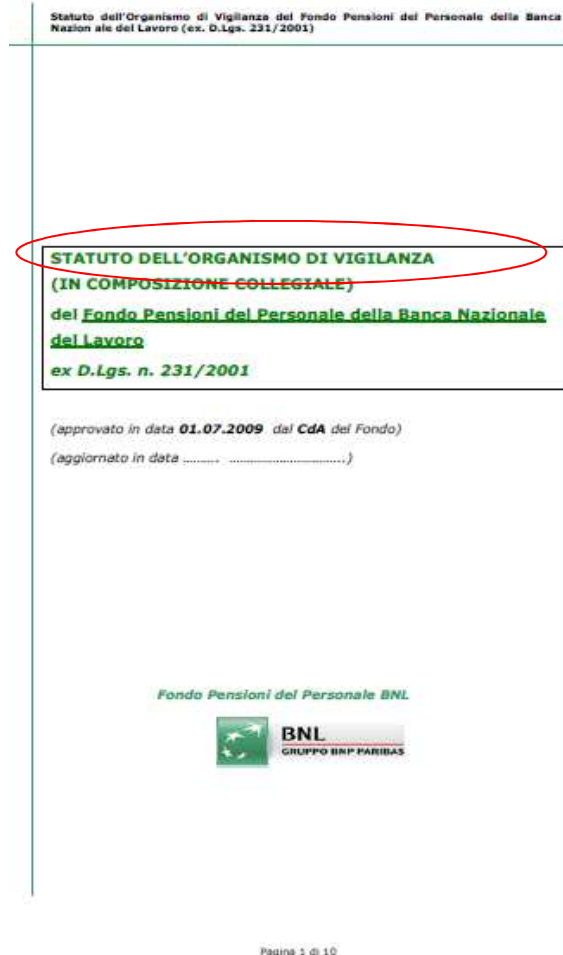 Statuto dell'Organismo di Vigilanza del Fondo Pensioni del Personale della Banca
Nazion ale del Lavoro (ex. D.Lgs. 231/2001)
STATUTO DELL'ORGANISMO DI VIGILANZA
(IN COMPOSIZIONE COLLEGIALE)
del Fondo Pensioni del Personale della Banca Nazionale
del Lavoro
ex D.Lgs. n. 231/2001
(approvato in data 01.07.2009 dal CdA del Fondo)
(aggiornato in data ......... ................................)
Fondo Pensioni del Personale BNL
BNL
GRUPPO BNP PARIBAS
Pagina 1 di 10